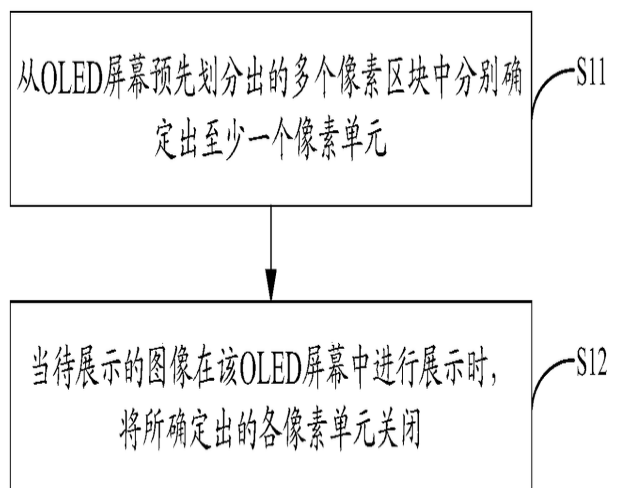 从OLED屏幕预先划分出的多个像素区块中分别确
定出至少一个像素单元
S11
当待展示的图像在该OLED屏幕中进行展示时，
将所确定出的各像素单元关闭
S12